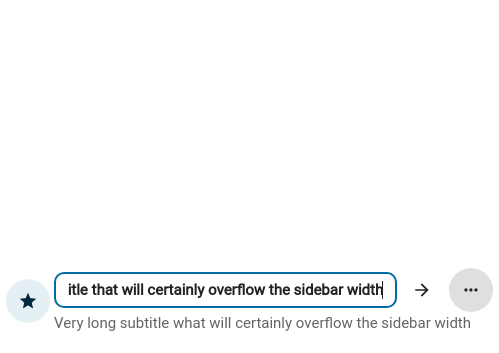 itle that will certainly overflow the sidebar width
Very long subtitle what will certainly overflow the sidebar width